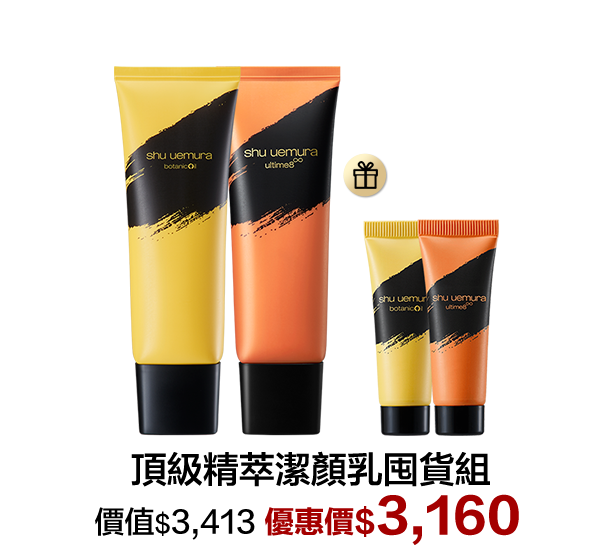 shu uemura
botanicoil
shu uemura
ultime8∞
shu uemur
botanicoil
shu uemura
ultime8∞
頂級精萃潔顏乳囤貨組
價值$3,413 優惠價$3,160